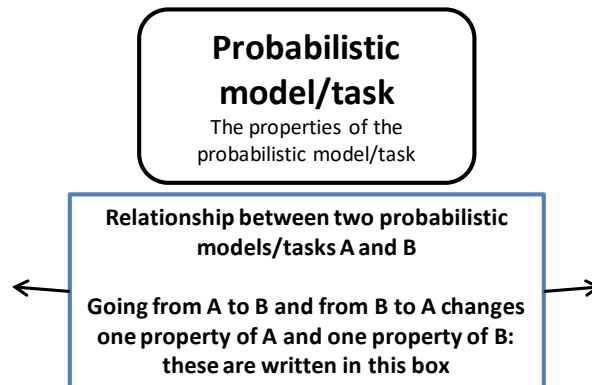 Probabilistic
model/task
The properties of the
probabilistic model/task
Relationship between two probabilistic
models/tasks A and B
Going from A to B and from B to A changes
one property of A and one property of B:
these are written in this box